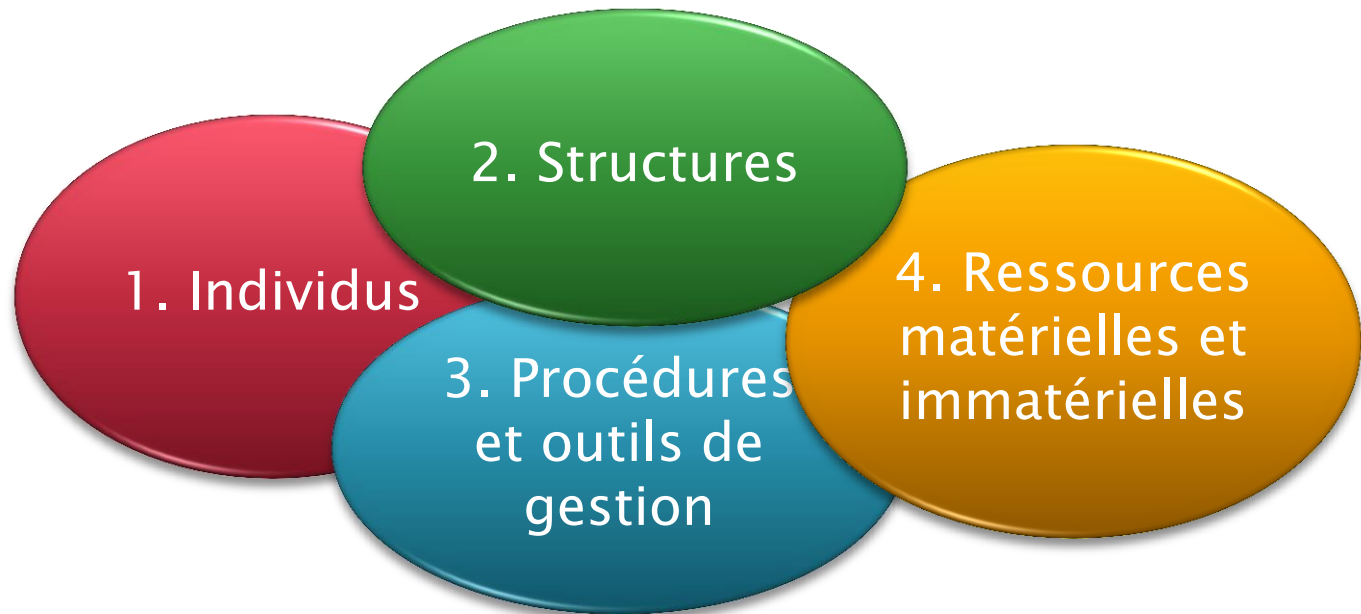 1. Individus
2. Structures
3. Procédures
et outils de
gestion
4. Ressources
matérielles et
immatérielles